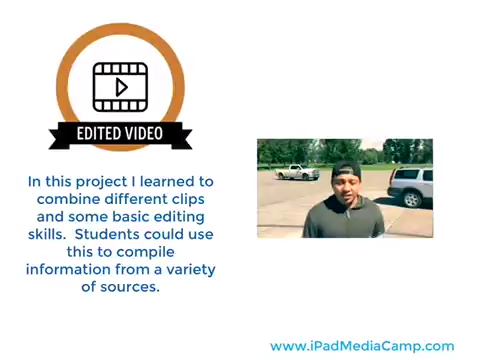 EDITED VIDEO
In this project I learned to
combine different clips
and some basic editing
skills.  Students could use
this to compile
information from a variety
of sources.
www.iPadMediaCamp.com